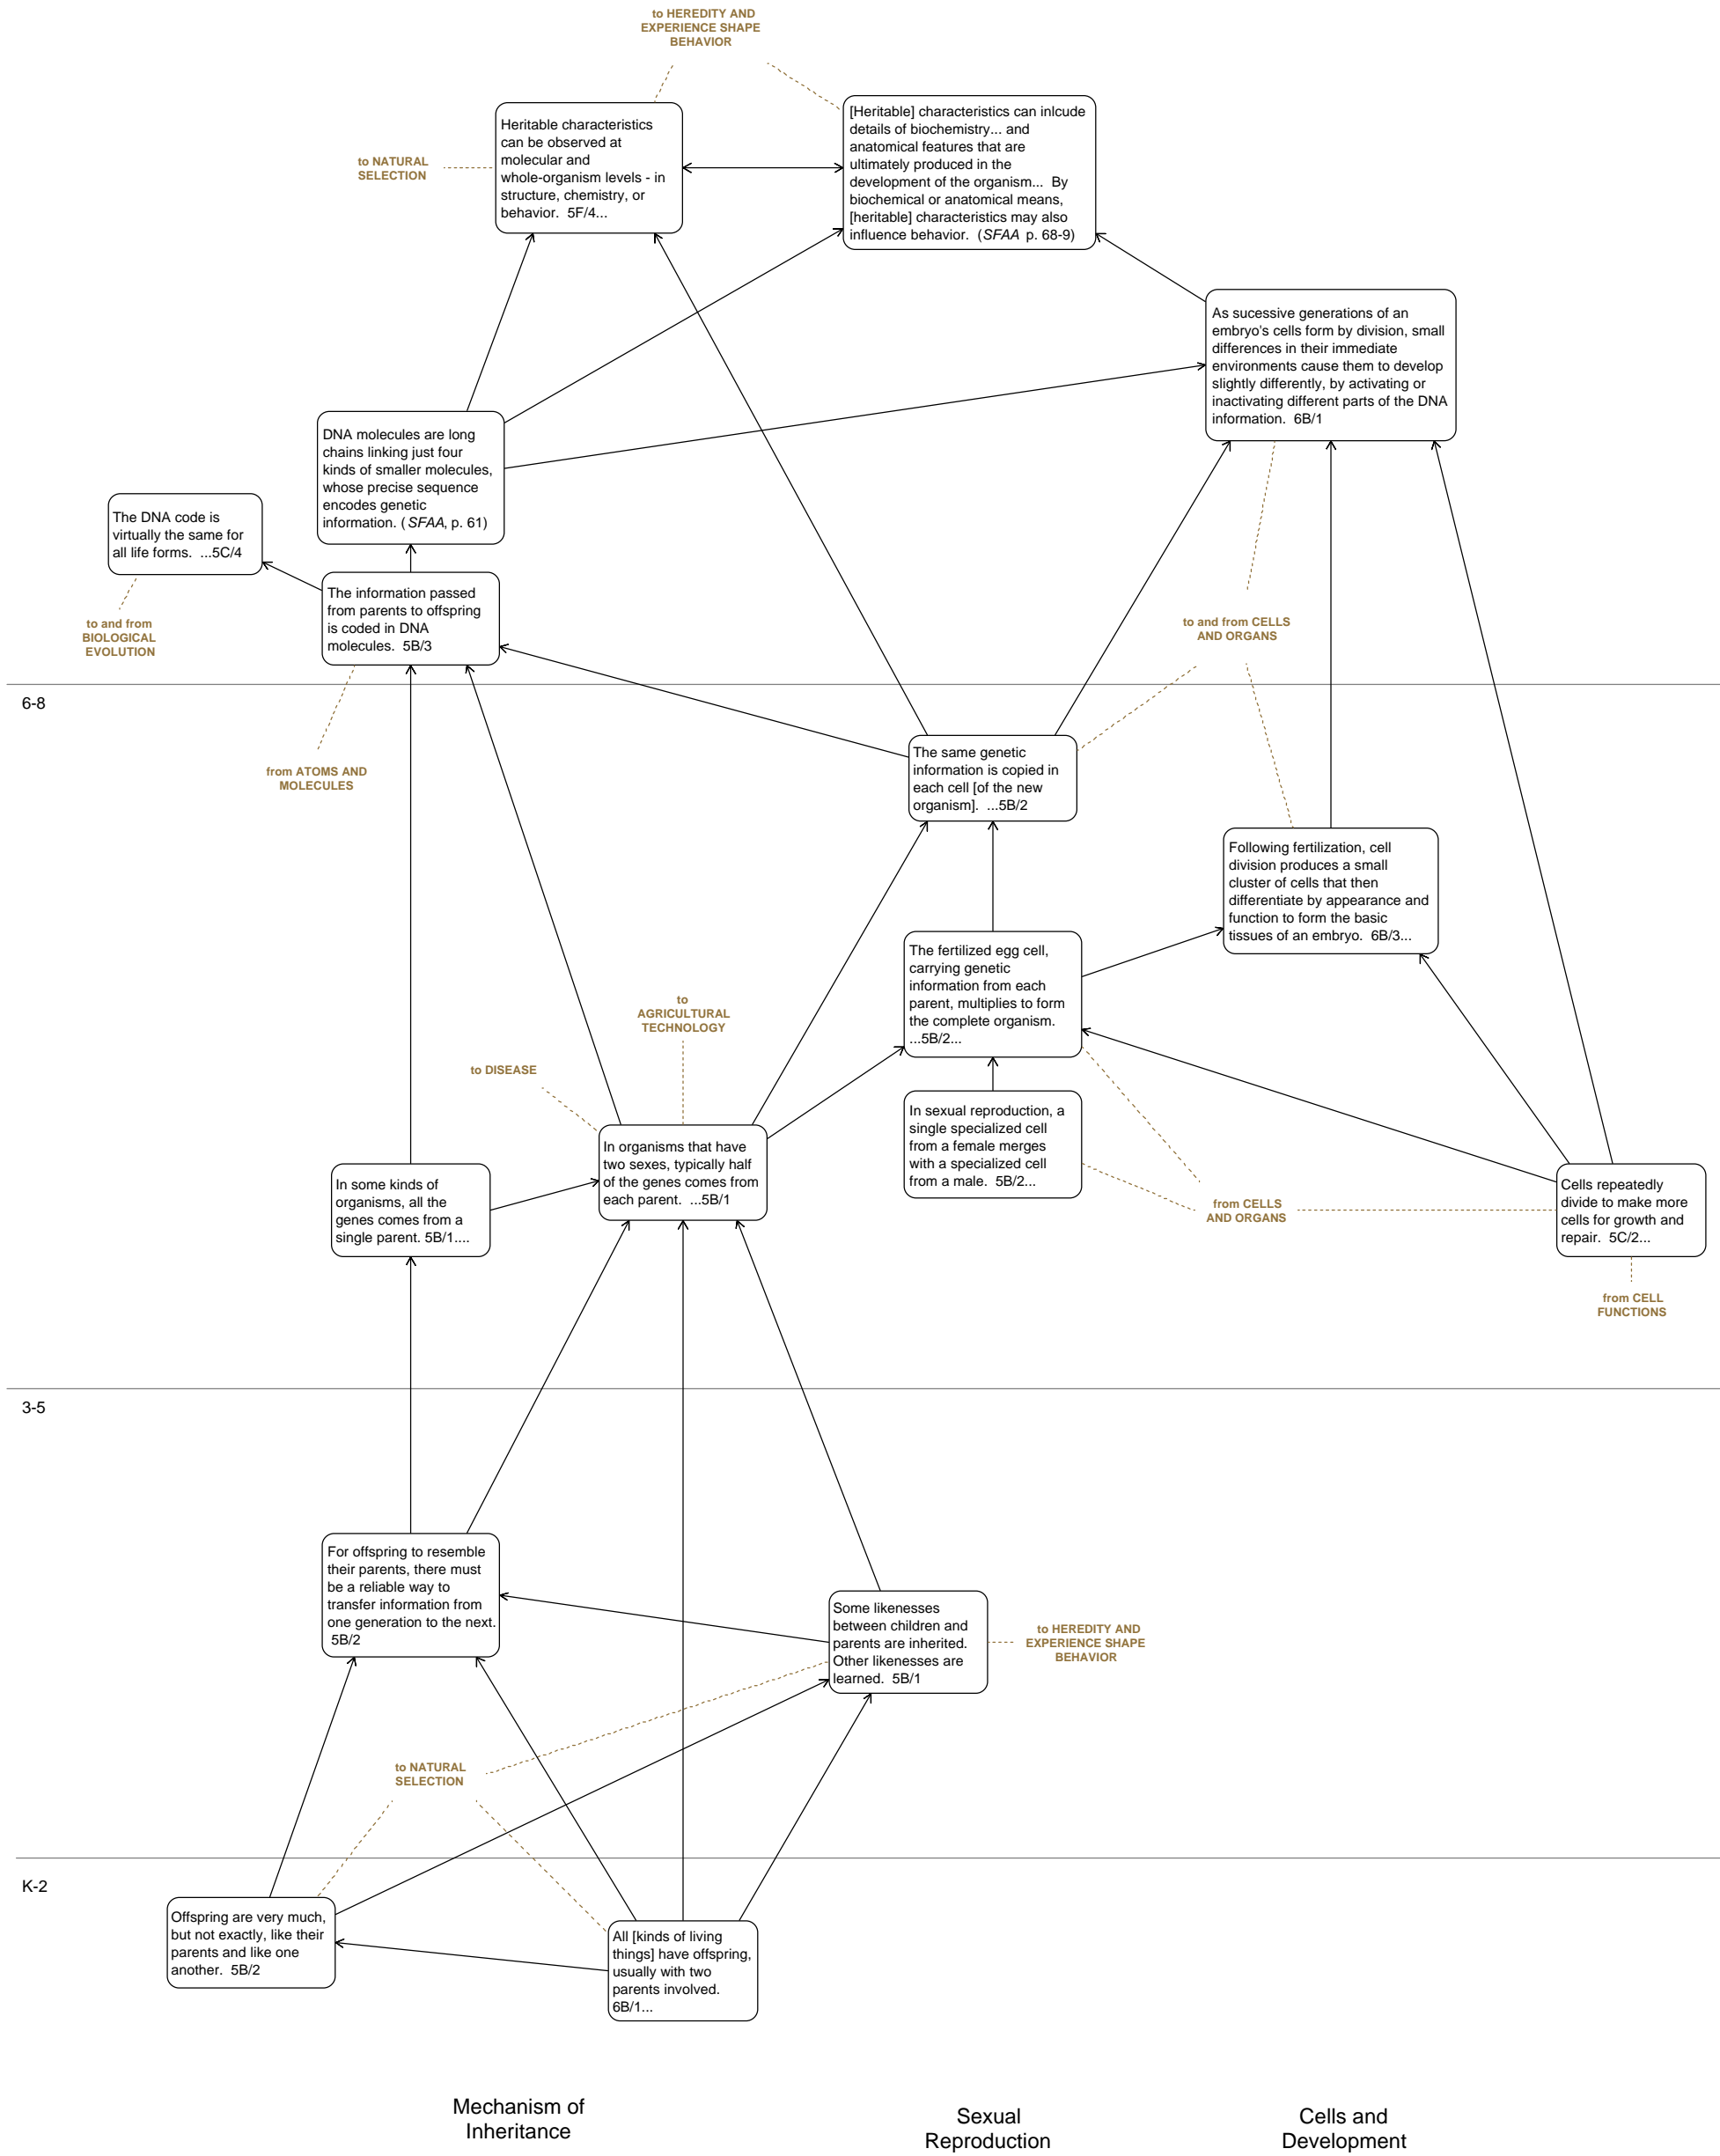 to HEREDITY AND
EXPERIENCE SHAPE
BEHAVIOR
Heritable characteristics
can be observed at
molecular and
whole-organism levels - in
structure, chemistry, or
behavior. 5F/4...
[Heritable] characteristics can inlcude
details of biochemistry... and
anatomical features that are
ultimately produced in the
development of the organism... By
biochemical or anatomical means,
[heritable] characteristics may also
influence behavior. (SFAA p. 68-9)
to NATURAL
SELECTION
As sucessive generations of an
embryo's cells form by division, small
differences in their immediate
environments cause them to develop
slightly differently, by activating or
inactivating different parts of the DNA
information. 6B/1
DNA molecules are long
chains linking just four
kinds of smaller molecules,
whose precise sequence
encodes genetic
information. (SFAA, p. 61)
The DNA code is
virtually the same for
all life forms. ...5C/4
The information passed
from parents to offspring
is coded in DNA
molecules. 5B/3
to and from
BIOLOGICAL
EVOLUTION
to and from CELLS
AND ORGANS
6-8
from ATOMS AND
MOLECULES
The same genetic
information is copied in
each cell [of the new
organism]. ...5B/2
Following fertilization, cell
division produces a small
cluster of cells that then
differentiate by appearance and
function to form the basic
tissues of an embryo. 6B/3...
The fertilized egg cell,
carrying genetic
information from each
parent, multiplies to form
the complete organism.
...5B/2...
to
AGRICULTURAL
TECHNOLOGY
to DISEASE
In sexual reproduction, a
single specialized cell
from a female merges
with a specialized cell
from a male. 5B/2...
In organisms that have
two sexes, typically half
of the genes comes from
each parent. ...5B/1
In some kinds of
organisms, all the
genes comes from a
single parent. 5B/1....
from CELLS
AND ORGANS
Cells repeatedly
divide to make more
cells for growth and
repair. 5C/2...
from CELL
FUNCTIONS
3-5
For offspring to resemble
their parents, there must
be a reliable way to
transfer information from
one generation to the next.
5B/2
Some likenesses
between children and
parents are inherited.
Other likenesses are
learned. 5B/1
to HEREDITY AND
EXPERIENCE SHAPE
BEHAVIOR
to NATURAL
SELECTION
K-2
Offspring are very much,
but not exactly, like their
parents and like one
another. 5B/2
All [kinds of living
things] have offspring,
usually with two
parents involved.
6B/1...
Mechanism of
Inheritance
Sexual
Reproduction
Cells and
Development